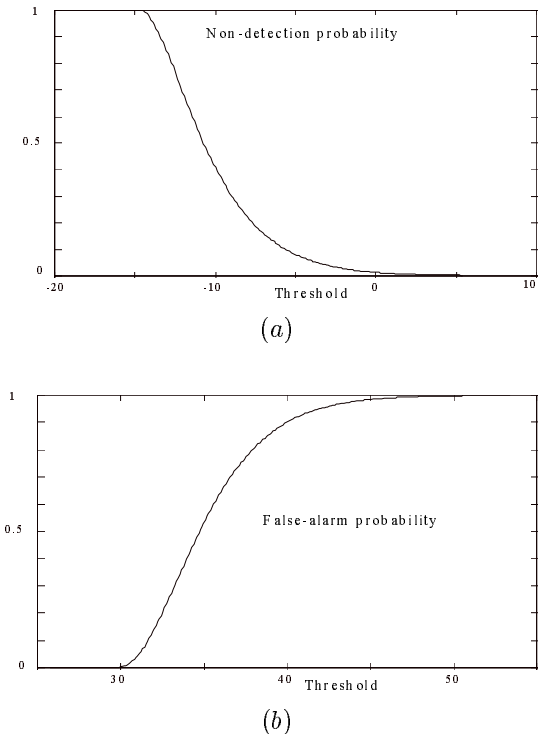 1
Non-detection probability
0.5
0
-20 -10 0 10
Threshold
(a)
1
0.5
False-alarm probability
0
30 40 50
Threshold
(b)